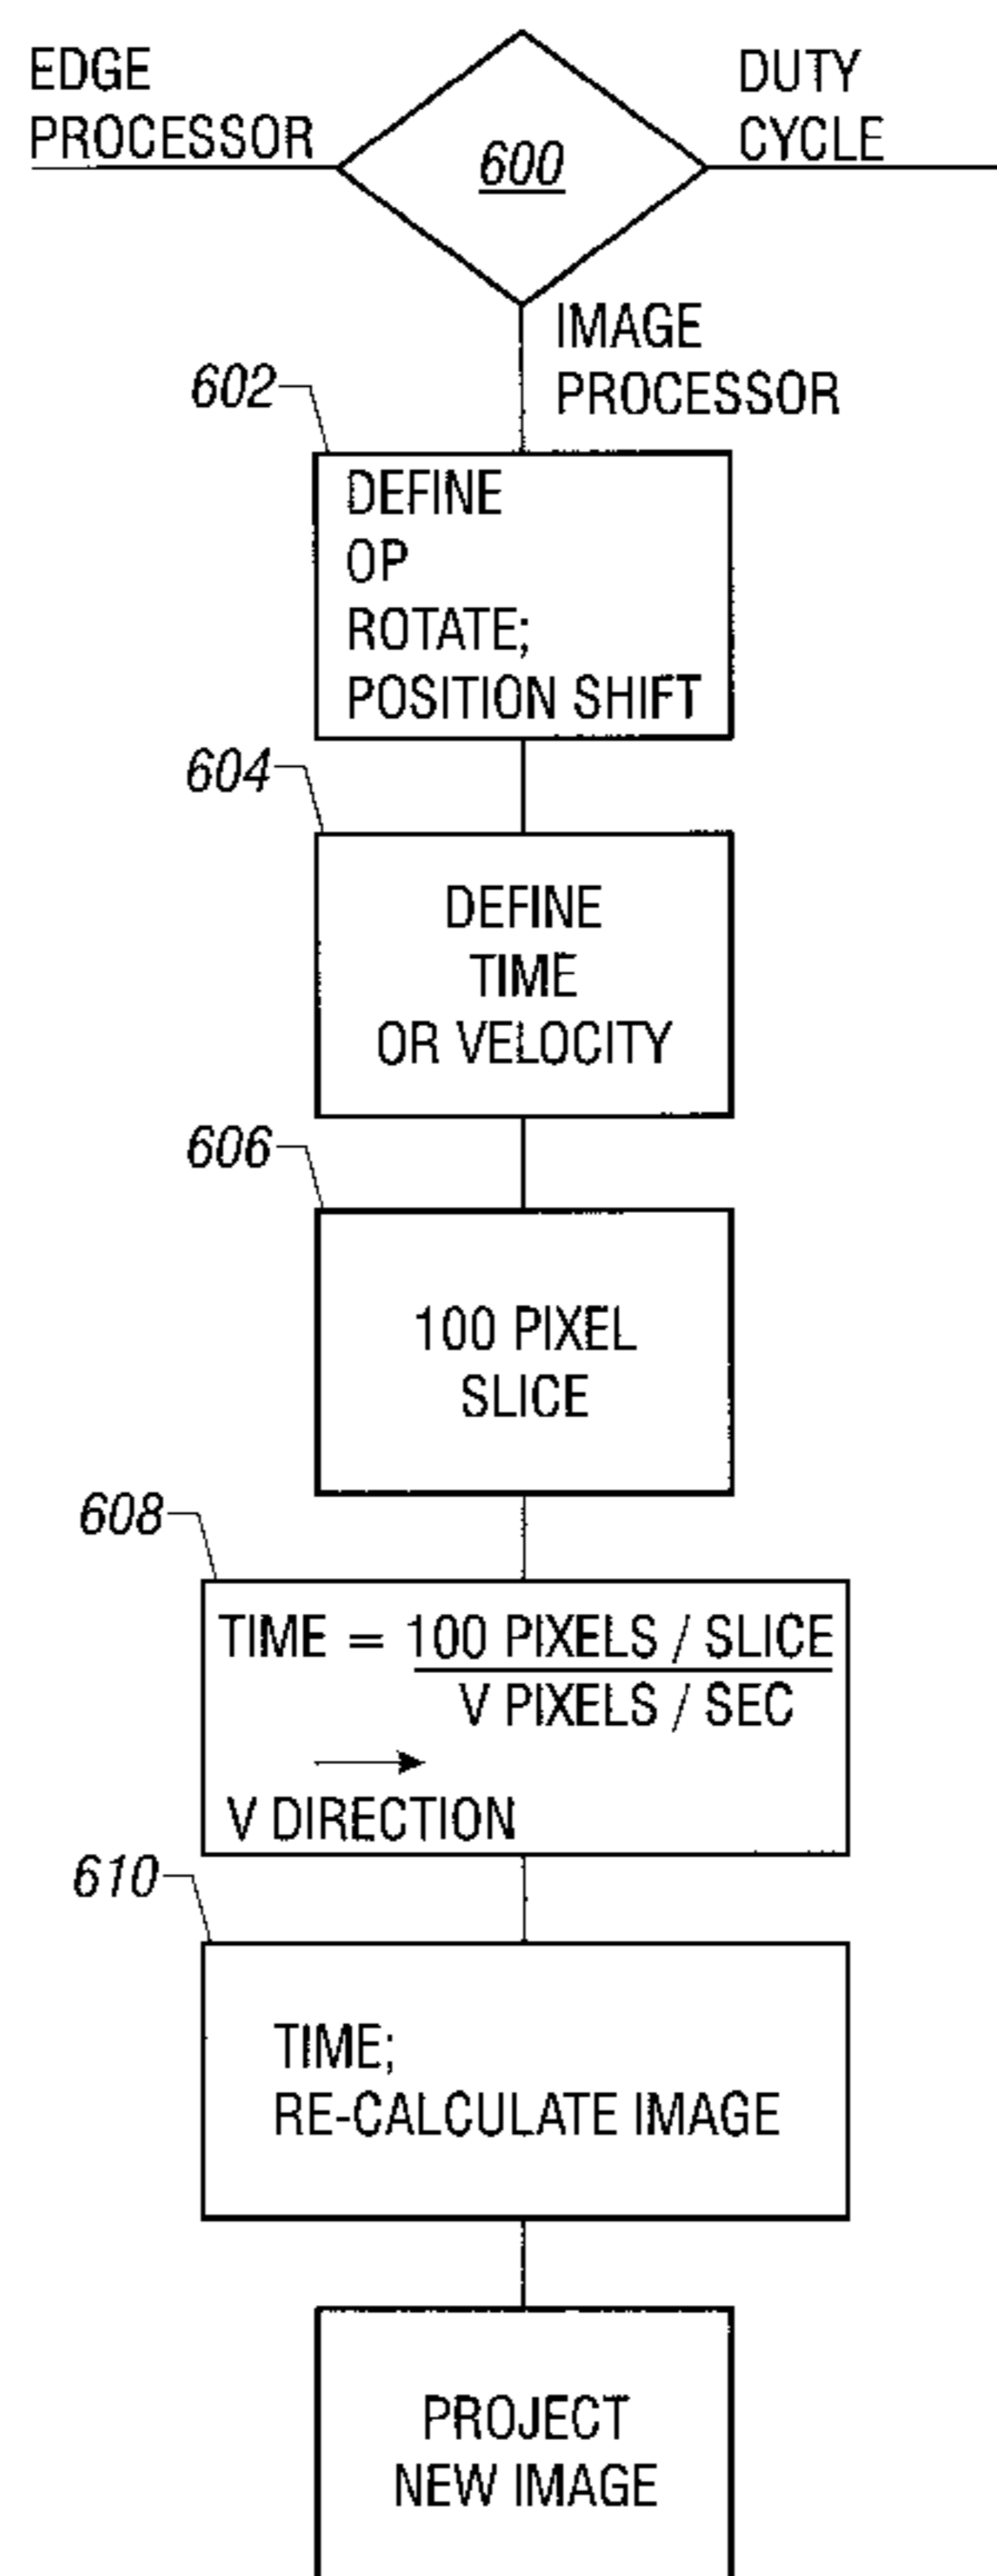 EDGE
PROCESSOR
600
DUTY
CYCLE
IMAGE
PROCESSOR
602
DEFINE
OP
ROTATE;
POSITION SHIFT
604
DEFINE
TIME
OR VELOCITY
606
100 PIXEL
SLICE
608
TIME = 100 PIXELS / SLICE
V PIXELS / SEC
V DIRECTION
610
TIME;
RE-CALCULATE IMAGE
PROJECT
NEW IMAGE